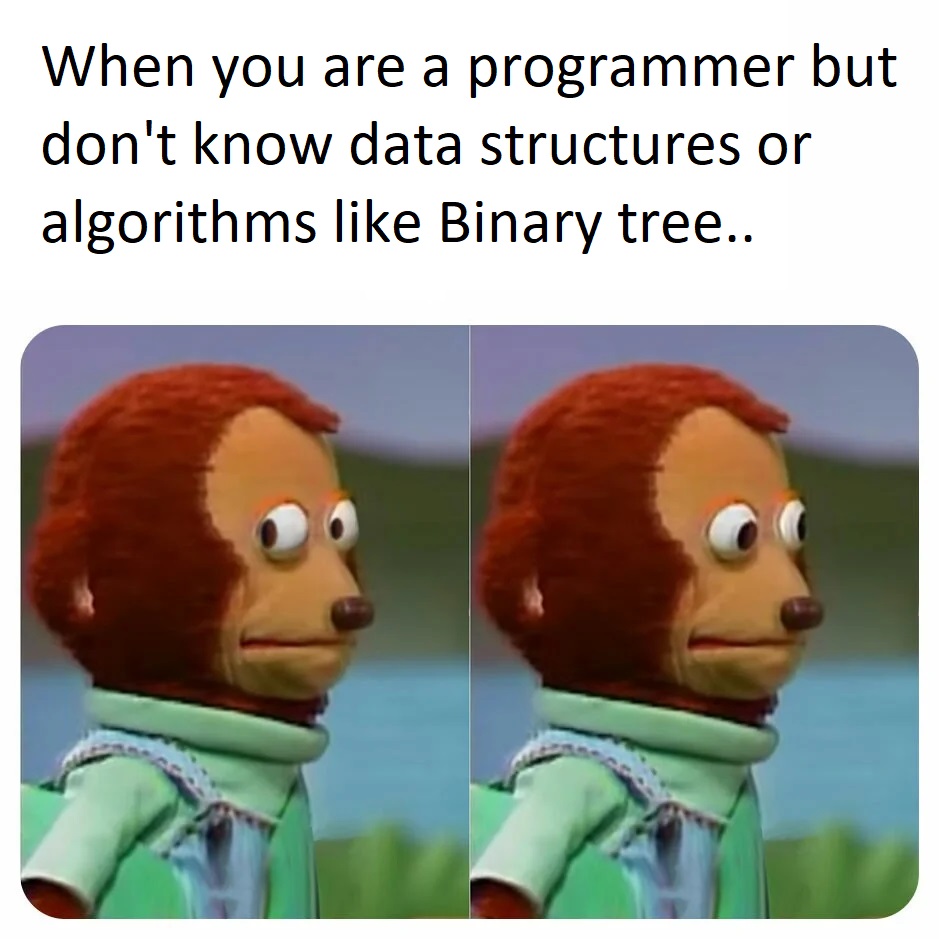 When you are a programmer but
don't know data structures or
algorithms like Binary tree..